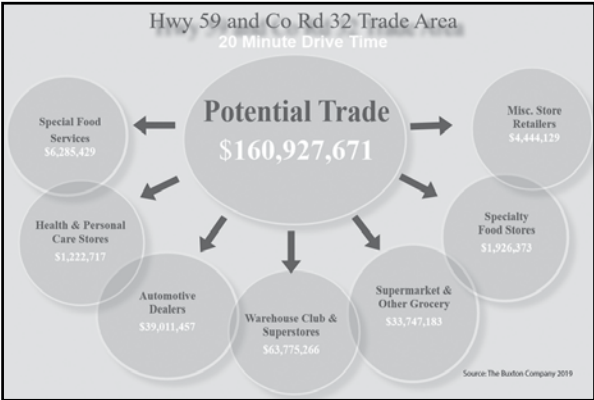 Hwy 59 and Co Rd 32 Trade Area
20 Minute Drive Time
Potential Trade
$160,927,671
Special Food
Services
$6,285,429
Health & Personal
Care Stores
$1,222,717
Automotive
Dealers
$39,011,457
Warehouse Club &
Superstores
$63,775,266
Supermarket &
Other Grocery
$33,747,183
Specialty
Food Stores
$1,926,373
Misc. Store
Retailers
$4,444,129
Source: The Buxton Company 2019